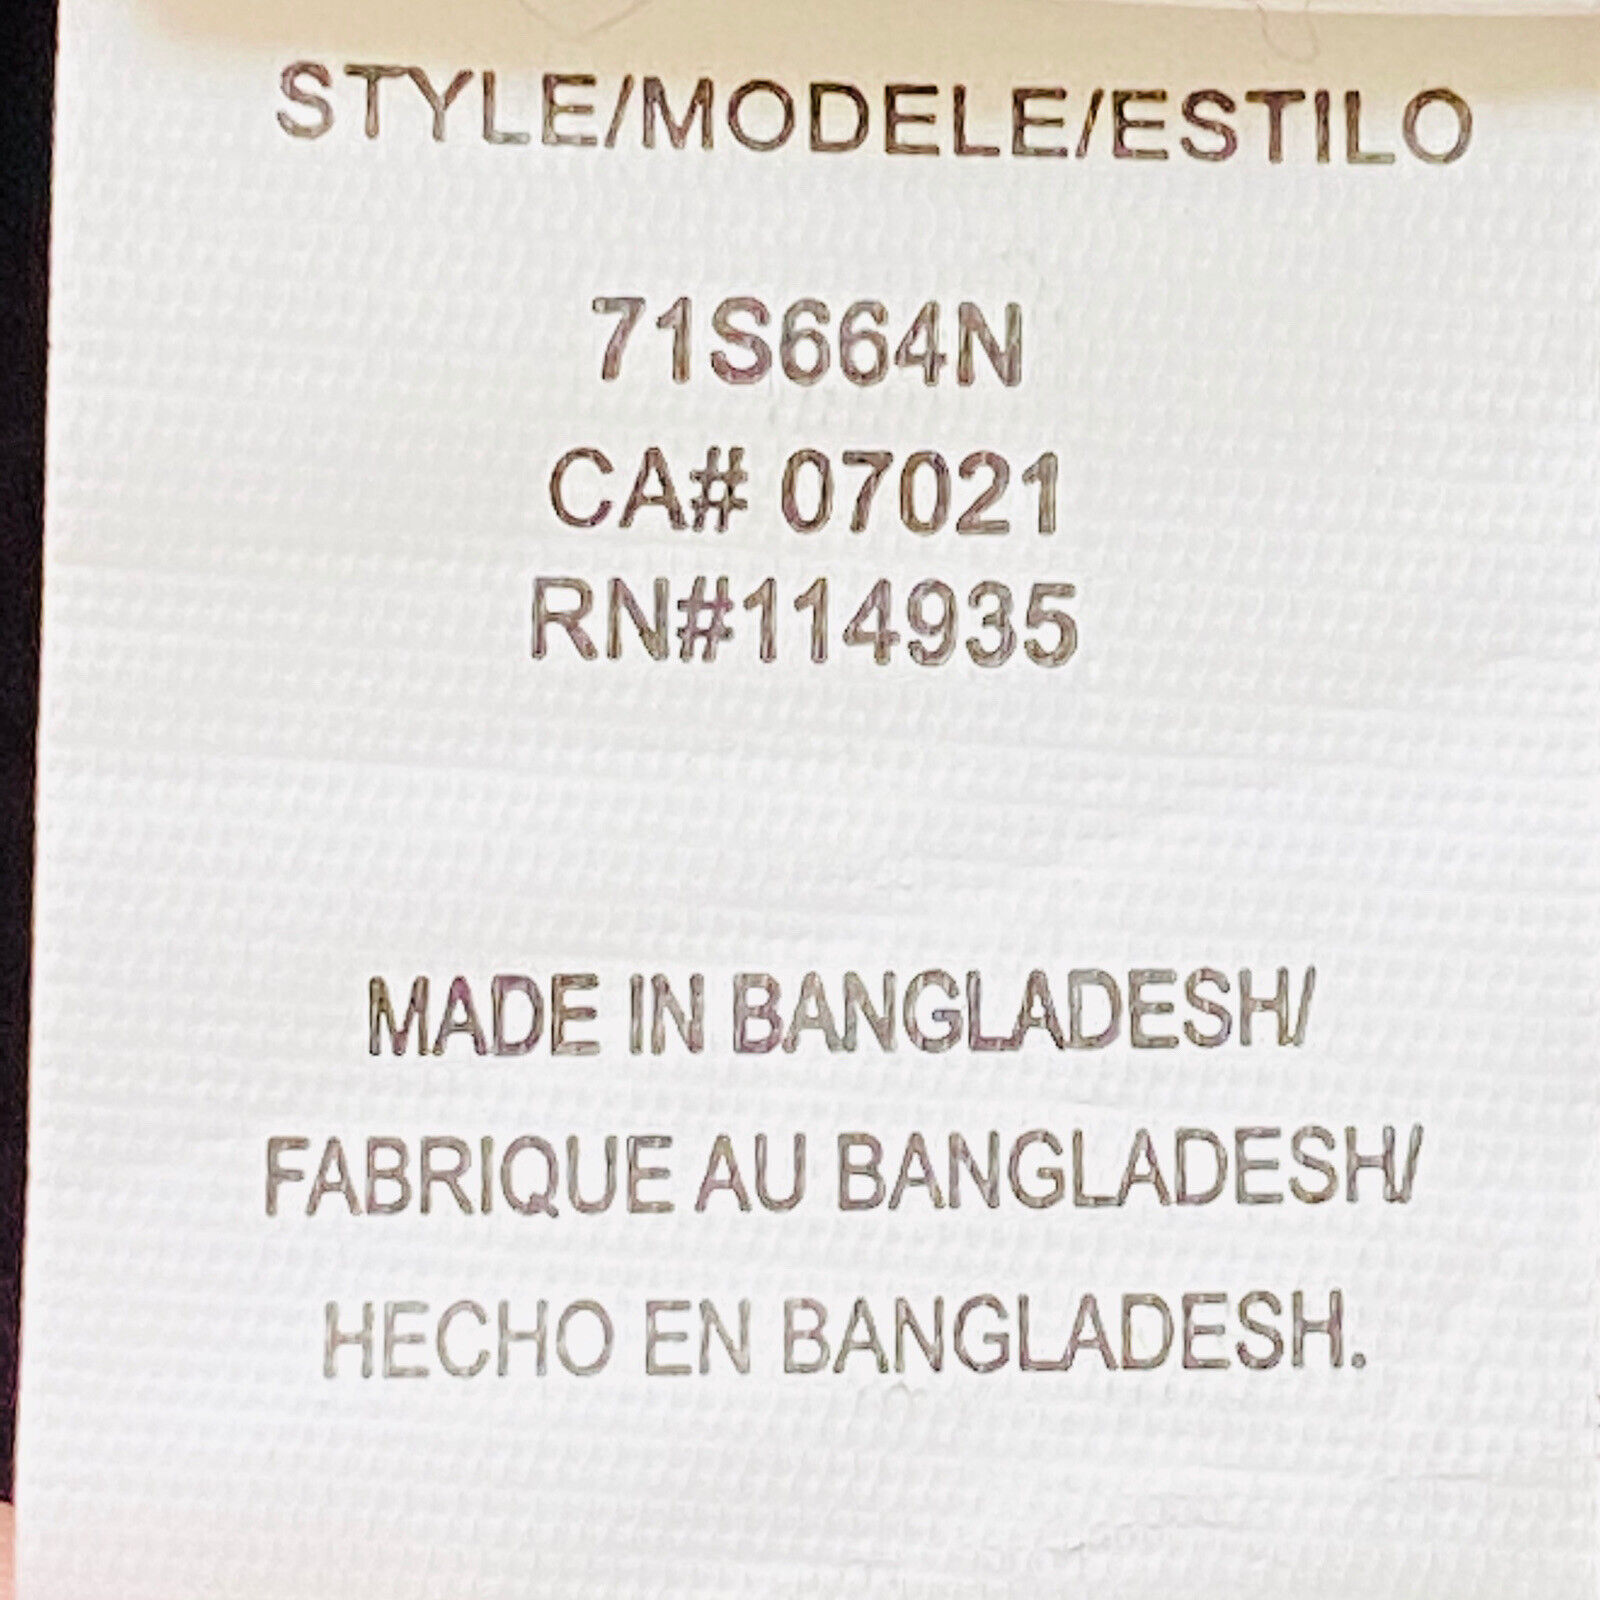 STYLE/MODELE/ESTILO
71S664N
CA# 07021
RN#114935
MADE IN BANGLADESH/
FABRIQUE AU BANGLADESH/
HECHO EN BANGLADESH.